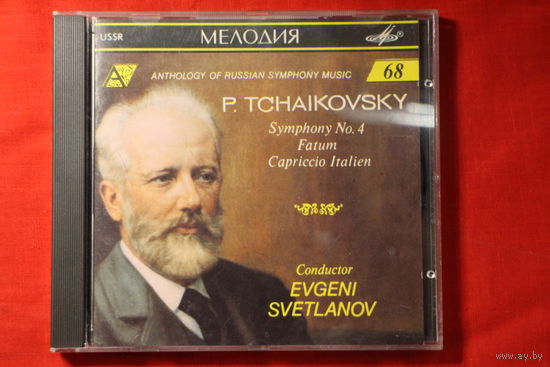 USSR
МЕЛОДИЯ
ANTHOLOGY OF RUSSIAN SYMPHONY MUSIC
68
P. TCHAIKOVSKY
Symphony No. 4
Fatum
Capriccio Italien
Conductor
EVGENI
SVETLANOV
www.ay.by